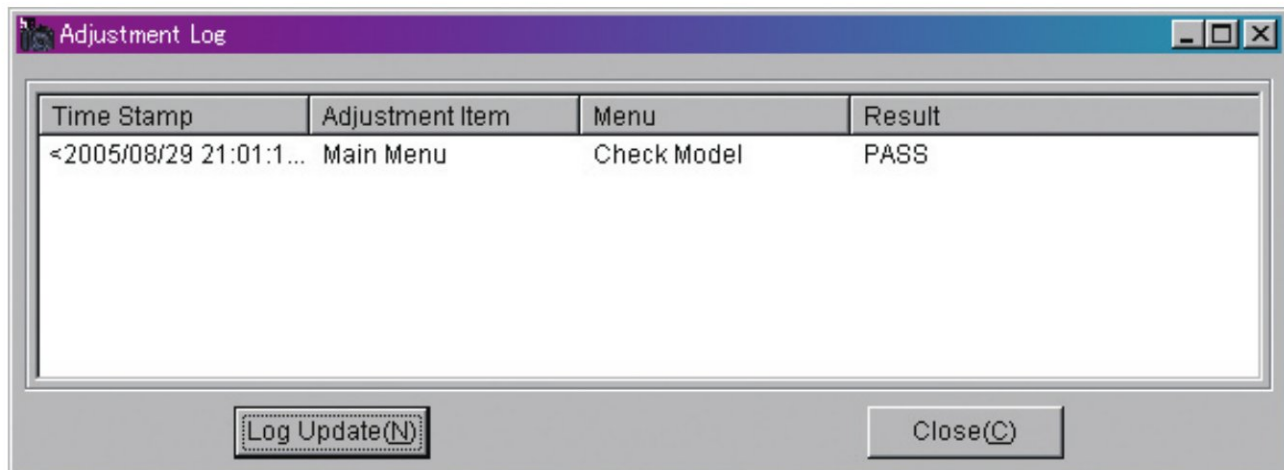 Adjustment Log
Time Stamp Adjustment Item Menu Result
<2005/08/29 21:01:1... Main Menu Check Model PASS
Log Update(N) Close(C)